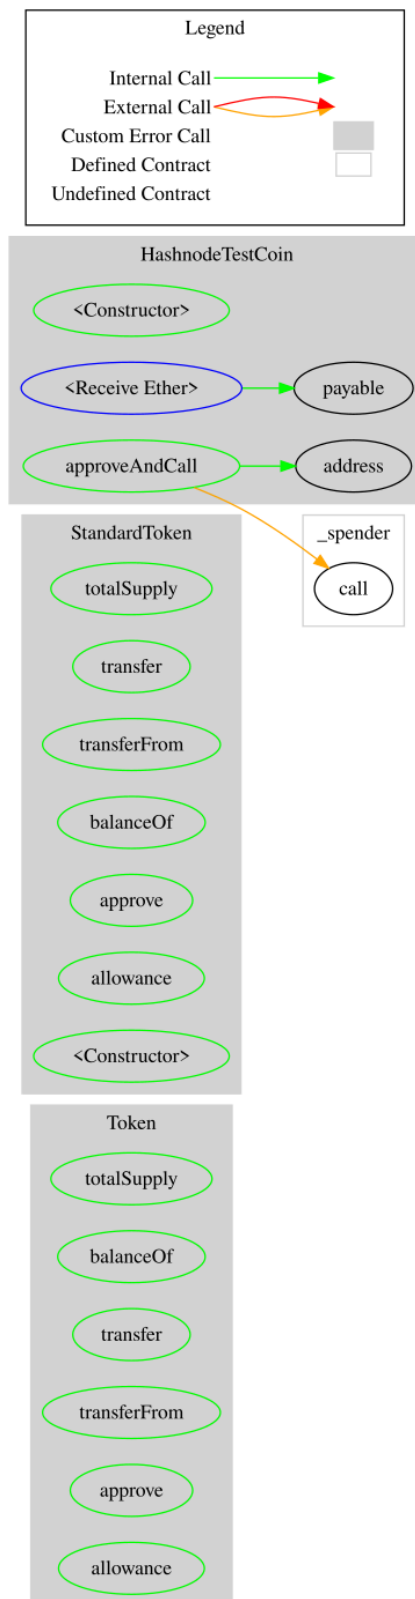 Legend
Internal Call
External Call
Custom Error Call
Defined Contract
Undefined Contract
HashnodeTestCoin
<Constructor>
<Receive Ether> payable
approveAndCall address
StandardToken _spender
totalSupply call
transfer
transferFrom
balanceOf
approve
allowance
<Constructor>
Token
totalSupply
balanceOf
transfer
transferFrom
approve
allowance